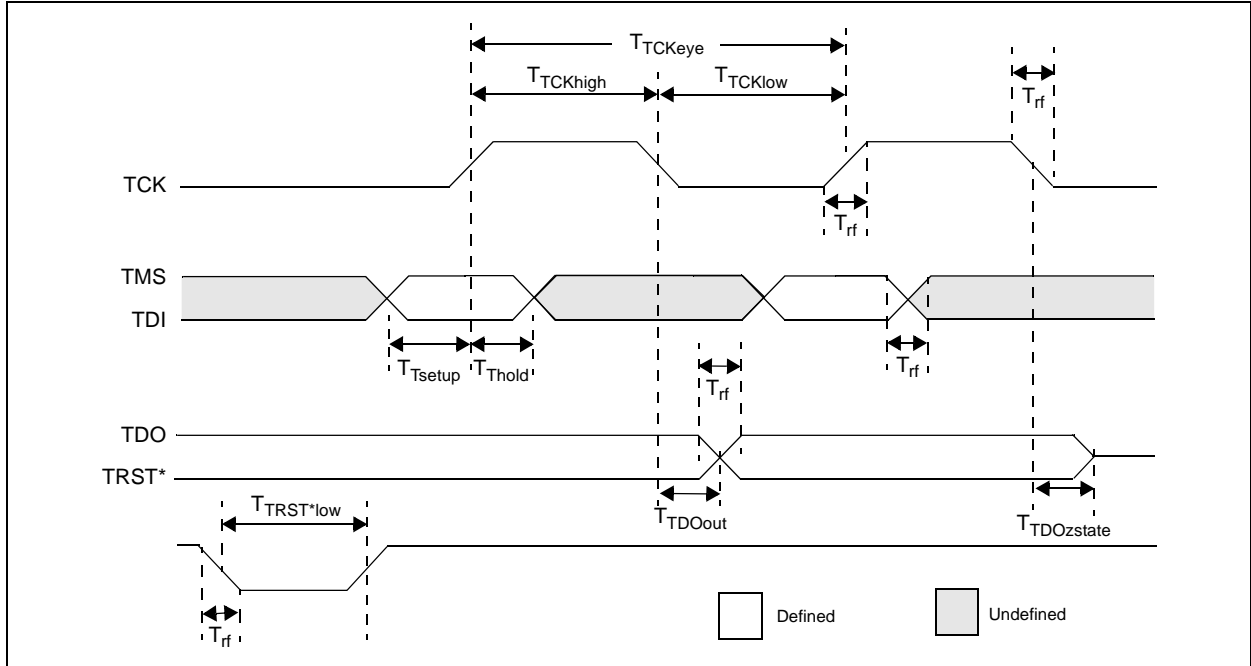 TTCKeye
TTCKhigh
TTCKlow
Trf
TCK
Trf
TMS
TDI
TTsetup
TThold
Trf
Trf
TDO
TRST*
TTRST*low
TTDOout
TTDOzstate
Trf
Defined
Undefined